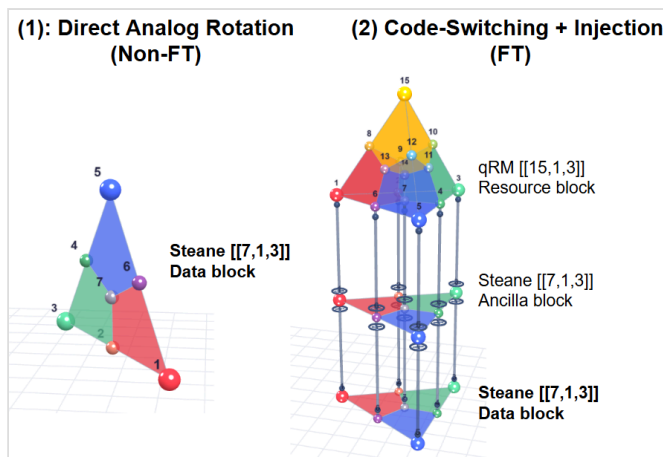 (1): Direct Analog Rotation
(Non-FT)
5
4
7
6
3
2
1
Steane [[7,1,3]]
Data block
(2) Code-Switching + Injection
(FT)
15
8
10
12
9
13
11
14
1
7
3
6
4
5
qRM [[15,1,3]]
Resource block
Steane [[7,1,3]]
Ancilla block
Steane [[7,1,3]]
Data block